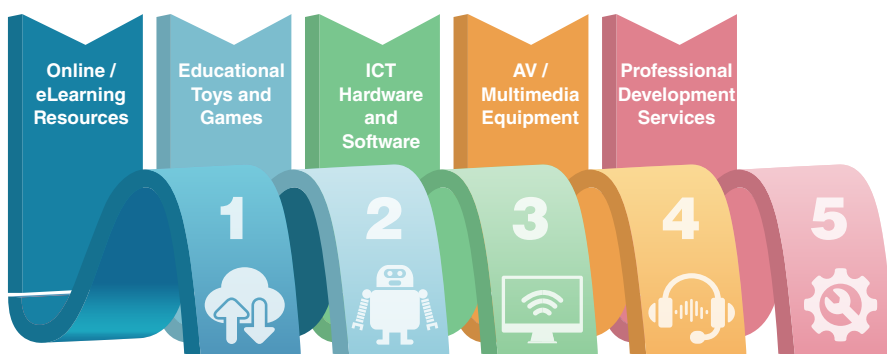 Online /
eLearning
Resources
Educational
Toys and
Games
ICT
Hardware
and
Software
AV /
Multimedia
Equipment
Professional
Development
Services
1
2
3
4
5